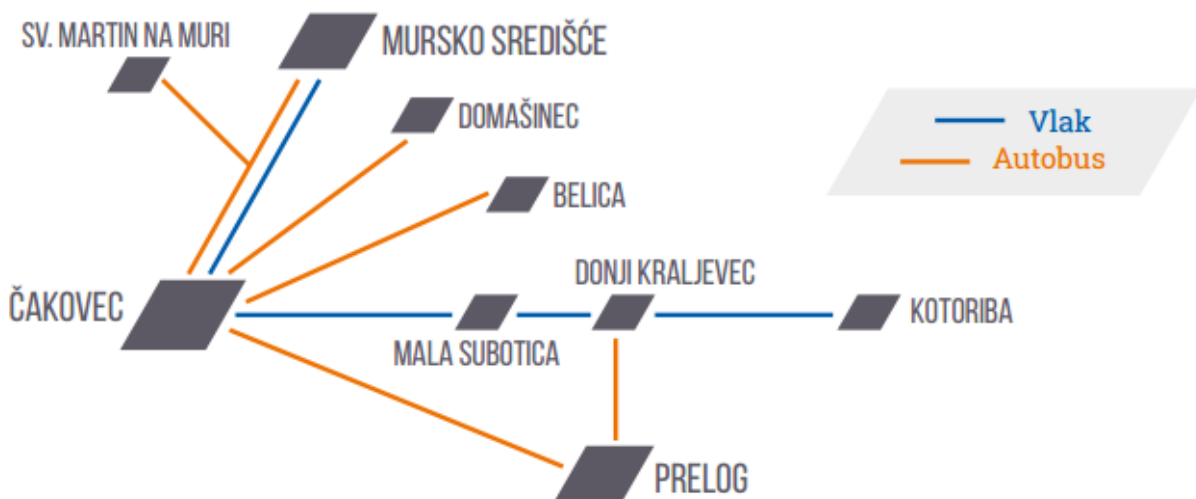 SV. MARTIN NA MURI
MURSKO SREDIŠĆE
DOMAŠINEC
Vlak
Autobus
BELICA
DONJI KRALJEVEC
ČAKOVEC
KOTORIBA
MALA SUBOTICA
PRELOG